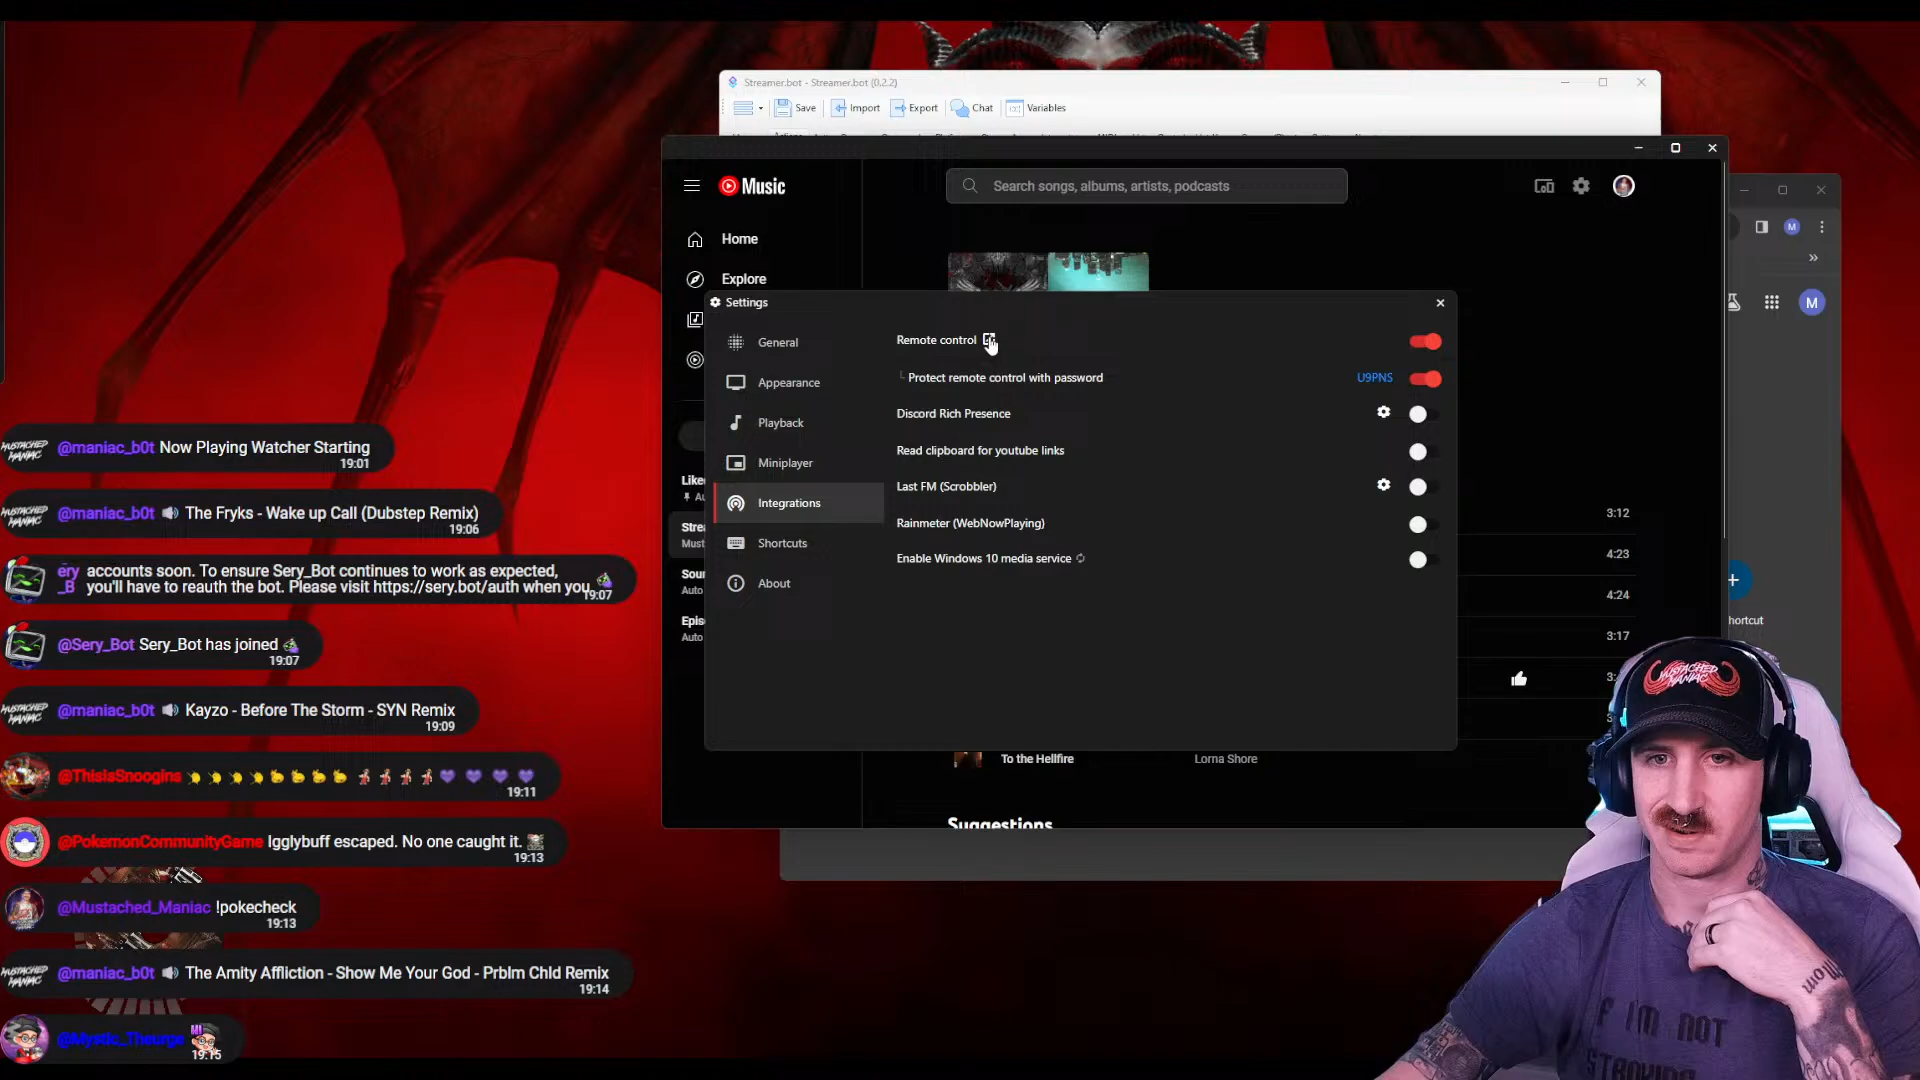 Streamer.bot - Streamer.bot (0.2.2)
Save Import Export Chat Variables
Music
Search songs, albums, artists, podcasts
Home
Explore
Settings
General
Appearance
Playback
Miniplayer
Integrations
Shortcuts
About
Remote control
Protect remote control with password U9PNS
Discord Rich Presence
Read clipboard for youtube links
Last FM (Scrobbler)
Rainmeter (WebNowPlaying)
Enable Windows 10 media service
3:12
4:23
4:24
3:17
To the Hellfire Lorna Shore
Suggestions
M
M
hortcut
@maniac_b0t Now Playing Watcher Starting
19:01
@maniac_b0t The Fryks - Wake up Call (Dubstep Remix)
19:06
accounts soon. To ensure Sery_Bot continues to work as expected,
you'll have to reauth the bot. Please visit https://sery.bot/auth when you
19:07
@Sery_Bot Sery_Bot has joined
19:07
@maniac_b0t Kayzo - Before The Storm - SYN Remix
19:09
@ThisIsSnoogins
19:11
@PokemonCommunityGame Igglybuff escaped. No one caught it.
19:13
@Mustached_Maniac !pokecheck
19:13
@maniac_b0t The Amity Affliction - Show Me Your God - Prblm Chld Remix
19:14
@Mystic_Theurge
19:15
MUSTACHED
MANIAC
IF I'M NOT